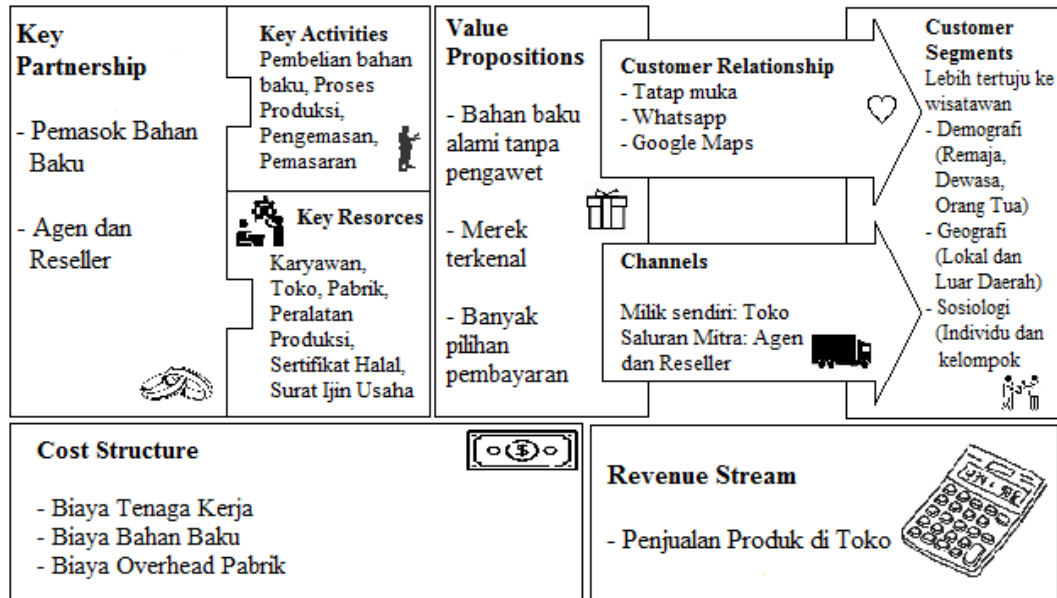 Key
Partnership
- Pemasok Bahan
Baku
- Agen dan
Reseller
Key Activities
Pembelian bahan
baku, Proses
Produksi,
Pengemasan,
Pemasaran
Key Resorces
Karyawan,
Toko, Pabrik,
Peralatan
Produksi,
Sertifikat Halal,
Surat Ijin Usaha
Value
Propositions
- Bahan baku
alami tanpa
pengawet
- Merek
terkenal
- Banyak
pilihan
pembayaran
Customer Relationship
- Tatap muka
- Whatsapp
- Google Maps
Channels
Milik sendiri: Toko
Saluran Mitra: Agen
dan Reseller
Customer
Segments
Lebih tertuju ke
wisatawan
- Demografi
(Remaja,
Dewasa,
Orang Tua)
- Geografi
(Lokal dan
Luar Daerah)
- Sosiologi
(Individu dan
kelompok
Cost Structure
- Biaya Tenaga Kerja
- Biaya Bahan Baku
- Biaya Overhead Pabrik
Revenue Stream
- Penjualan Produk di Toko